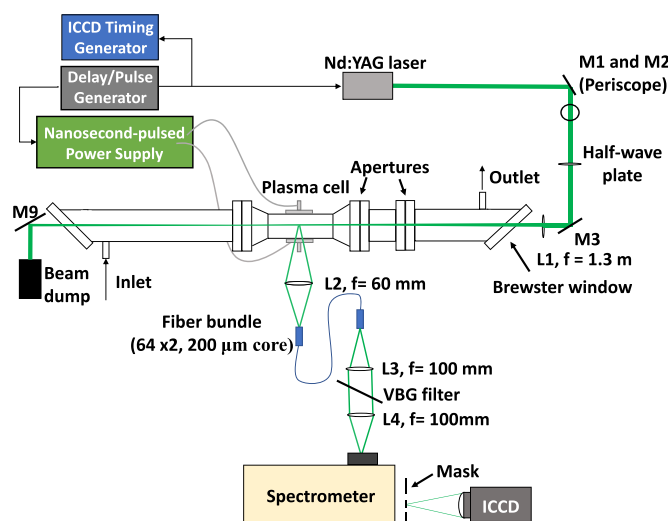 ICCD Timing
Generator
Delay/Pulse
Generator
Nanosecond-pulsed
Power Supply
Nd:YAG laser
M1 and M2
(Periscope)
Half-wave
plate
Apertures
Plasma cell
Outlet
M9
M3
L1, f = 1.3 m
Brewster window
Beam
dump
Inlet
L2, f= 60 mm
Fiber bundle
(64 x2, 200 μm core)
L3, f= 100 mm
VBG filter
L4, f= 100mm
Mask
Spectrometer
ICCD